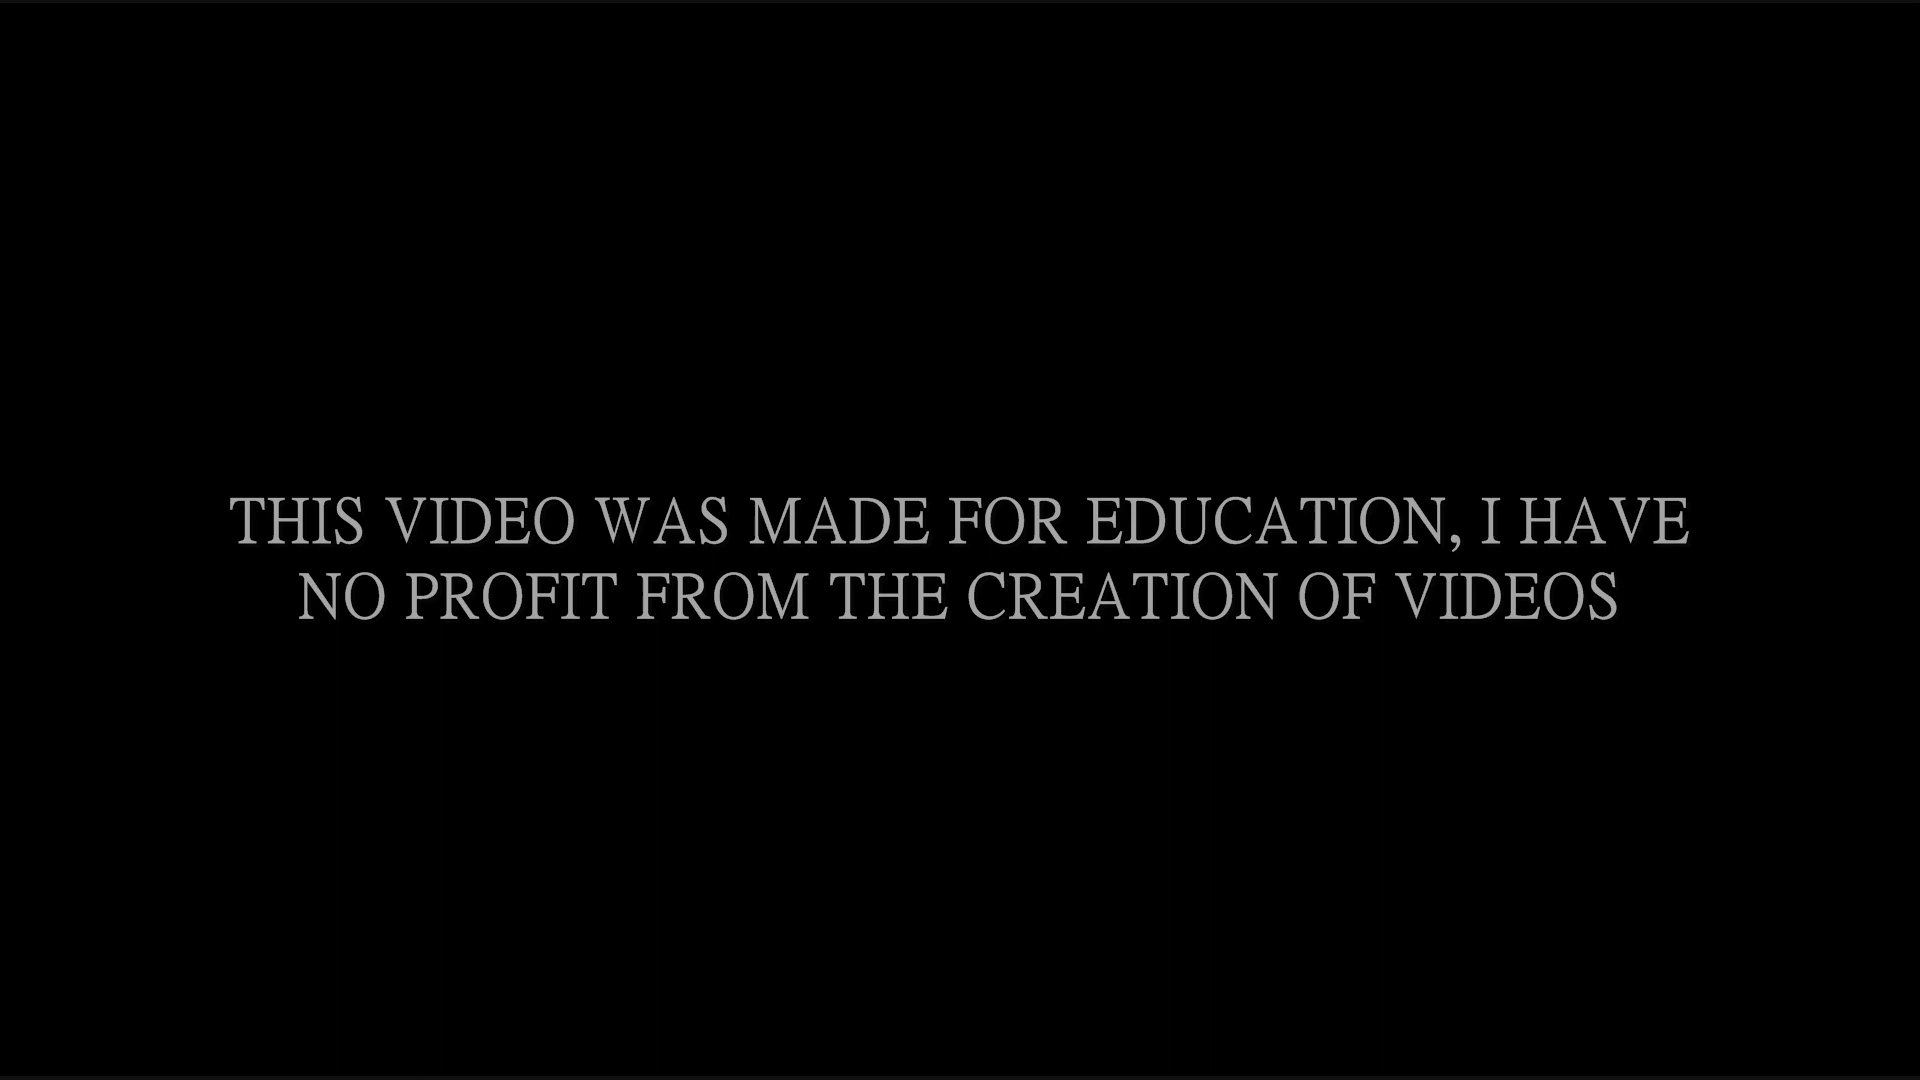 THIS VIDEO WAS MADE FOR EDUCATION, I HAVE
NO PROFIT FROM THE CREATION OF VIDEOS